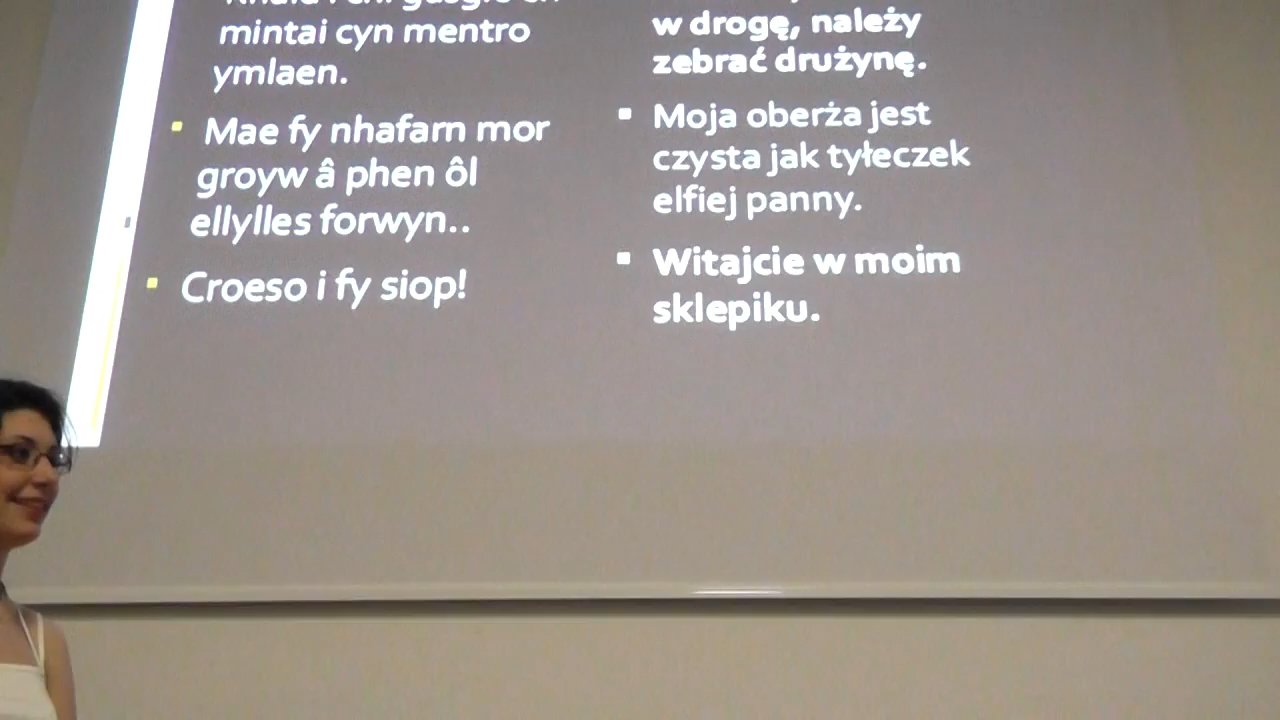 mintai cyn mentro
ymlaen.
Mae fy nhafarn mor
groyw â phen ôl
ellylles forwyn..
Croeso i fy siop!
w drogę, należy
zebrać drużynę.
Moja oberża jest
czysta jak tyłeczek
elfiej panny.
Witajcie w moim
sklepiku.